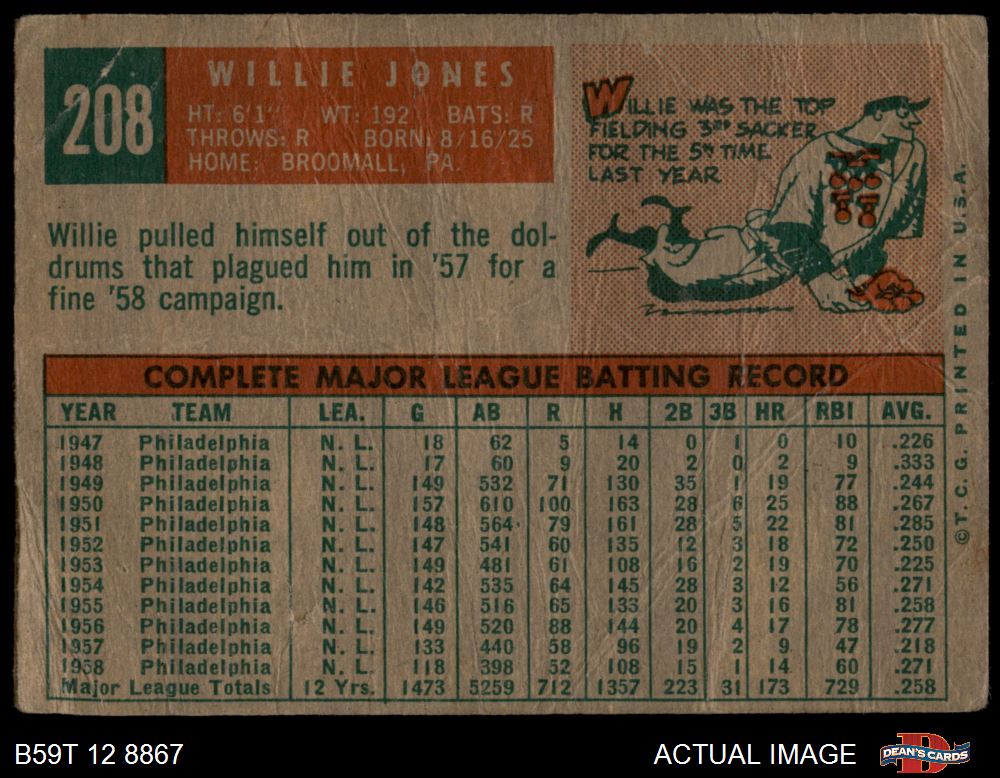 208
WILLIE JONES
HT: 6'1" WT: 192 BATS: R
THROWS: R BORN: 8/16/25
HOME: BROOMALL, PA.
WILLIE WAS THE TOP
FIELDING 3RD SACKER
FOR THE 5TH TIME
LAST YEAR
Willie pulled himself out of the dol-
drums that plagued him in '57 for a
fine '58 campaign.
COMPLETE MAJOR LEAGUE BATTING RECORD
YEAR TEAM LEA. G AB R H 2B 3B HR RBI AVG.
1947 Philadelphia N. L. 18 62 5 14 0 1 0 10 .226
1948 Philadelphia N. L. 17 60 9 20 2 0 2 9 .333
1949 Philadelphia N. L. 149 532 71 130 35 1 19 77 .244
1950 Philadelphia N. L. 157 610 100 163 28 6 25 88 .267
1951 Philadelphia N. L. 148 564 79 161 28 5 22 81 .285
1952 Philadelphia N. L. 147 541 60 135 12 3 18 72 .250
1953 Philadelphia N. L. 149 481 61 108 16 2 19 70 .225
1954 Philadelphia N. L. 142 535 64 145 28 3 12 56 .271
1955 Philadelphia N. L. 146 516 65 133 20 3 16 81 .258
1956 Philadelphia N. L. 149 520 88 144 20 4 17 78 .277
1957 Philadelphia N. L. 133 440 58 96 19 2 9 47 .218
1958 Philadelphia N. L. 118 398 52 108 15 1 14 60 .271
Major League Totals 12 Yrs. 1473 5259 712 1357 223 31 173 729 .258
© T. C. G. PRINTED IN U.S.A.
B59T 12 8867
ACTUAL IMAGE
D
DEAN'S CARDS